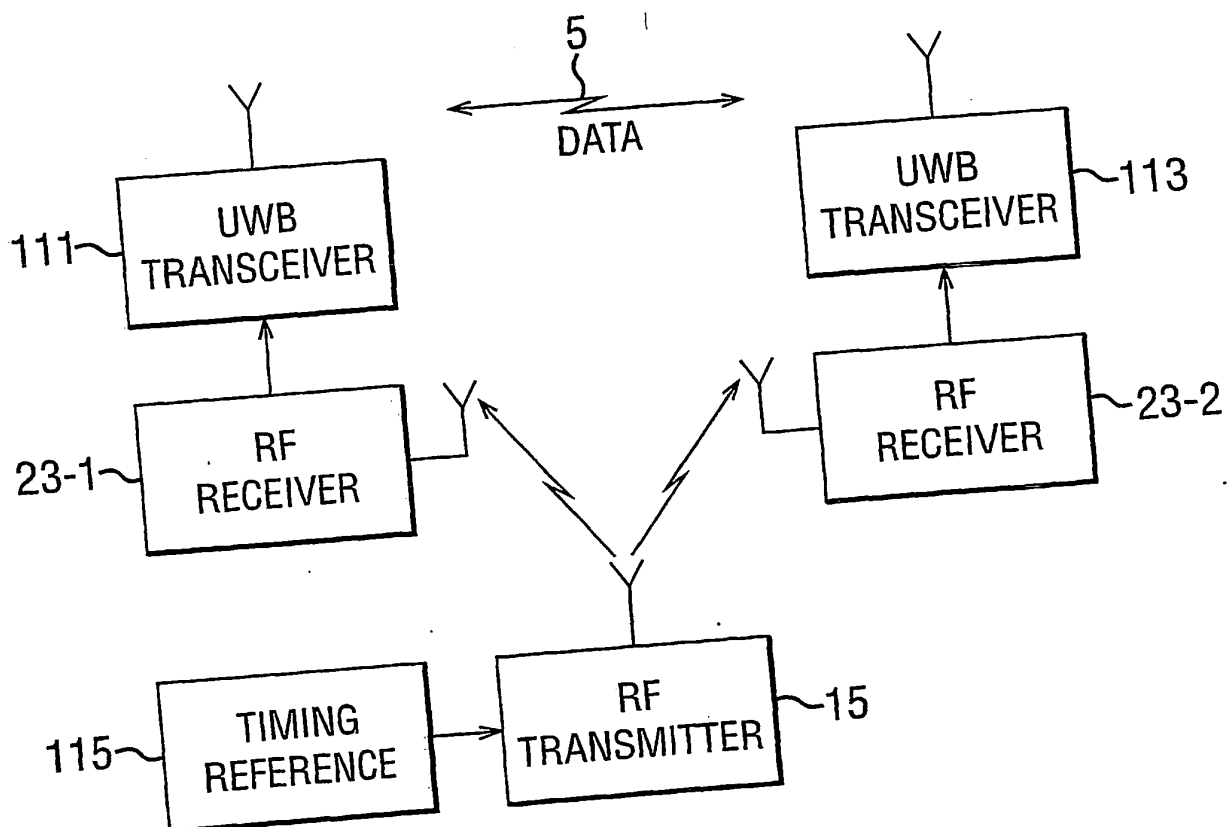 5
DATA
UWB
TRANSCEIVER
111
UWB
TRANSCEIVER
113
RF
RECEIVER
23-1
RF
RECEIVER
23-2
TIMING
REFERENCE
115
RF
TRANSMITTER
15